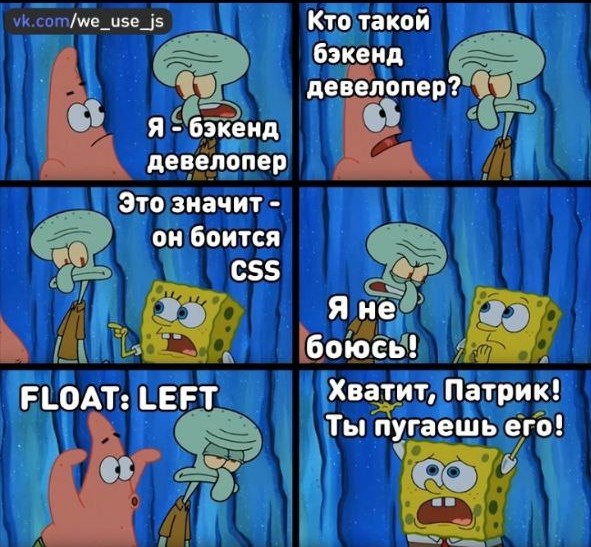 vk.com/we_use_js
Я - бэкенд
девелопер
Кто такой
бэкенд
девелопер?
Это значит -
он боится
CSS
Я не
боюсь!
FLOAT: LEFT
Хватит, Патрик!
Ты пугаешь его!